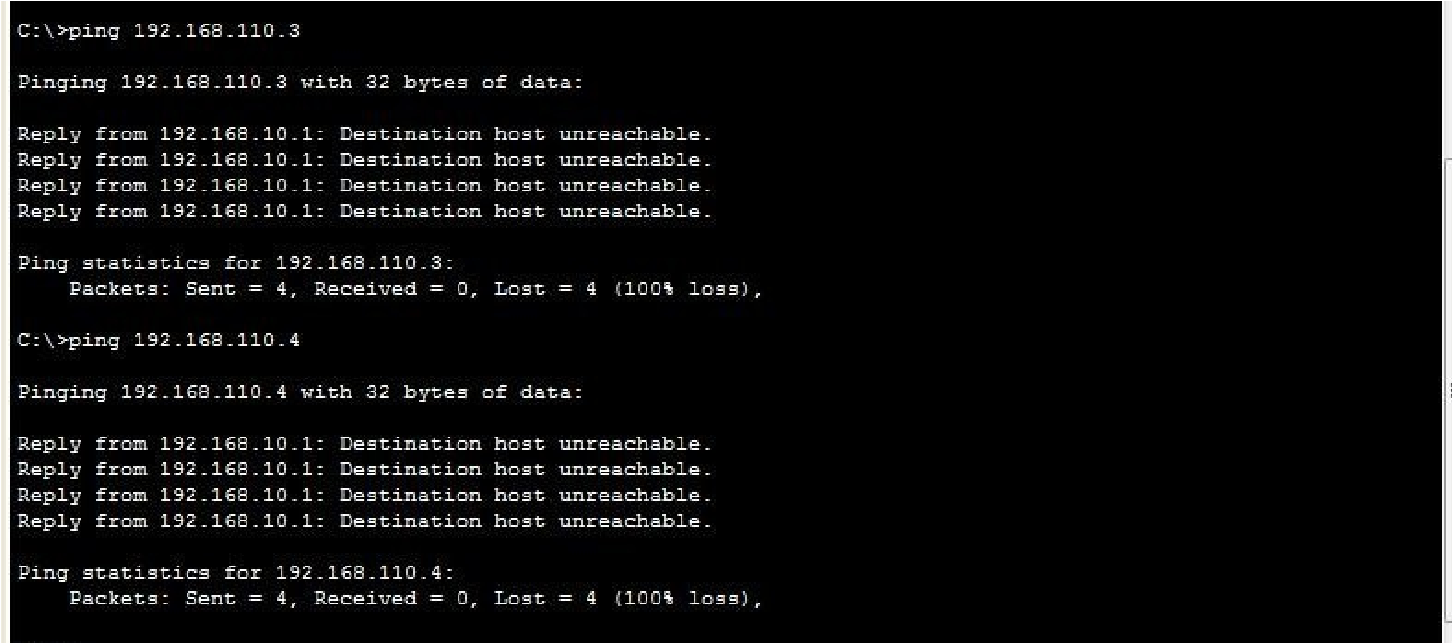 C:\>ping 192.168.110.3
Pinging 192.168.110.3 with 32 bytes of data:
Reply from 192.168.10.1: Destination host unreachable.
Reply from 192.168.10.1: Destination host unreachable.
Reply from 192.168.10.1: Destination host unreachable.
Reply from 192.168.10.1: Destination host unreachable.
Ping statistics for 192.168.110.3:
Packets: Sent = 4, Received = 0, Lost = 4 (100% loss),
C:\>ping 192.168.110.4
Pinging 192.168.110.4 with 32 bytes of data:
Reply from 192.168.10.1: Destination host unreachable.
Reply from 192.168.10.1: Destination host unreachable.
Reply from 192.168.10.1: Destination host unreachable.
Reply from 192.168.10.1: Destination host unreachable.
Ping statistics for 192.168.110.4:
Packets: Sent = 4, Received = 0, Lost = 4 (100% loss),